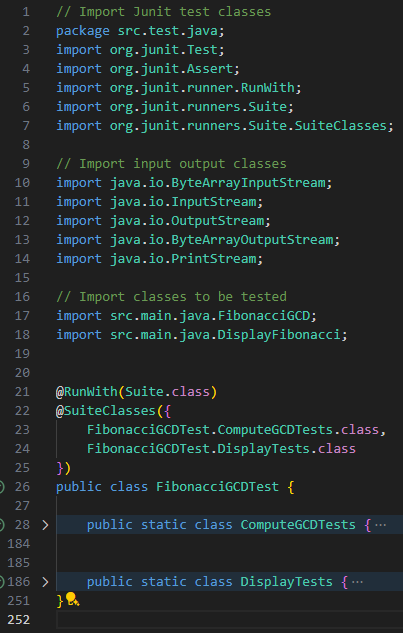 1 // Import Junit test classes
2 package src.test.java;
3 import org.junit.Test;
4 import org.junit.Assert;
5 import org.junit.runner.RunWith;
6 import org.junit.runners.Suite;
7 import org.junit.runners.Suite.SuiteClasses;
8
9 // Import input output classes
10 import java.io.ByteArrayInputStream;
11 import java.io.InputStream;
12 import java.io.OutputStream;
13 import java.io.ByteArrayOutputStream;
14 import java.io.PrintStream;
15
16 // Import classes to be tested
17 import src.main.java.FibonacciGCD;
18 import src.main.java.DisplayFibonacci;
19
20
21 @RunWith(Suite.class)
22 @SuiteClasses({
23     FibonacciGCDTest.ComputeGCDTests.class,
24     FibonacciGCDTest.DisplayTests.class
25 })
26 public class FibonacciGCDTest {
27
28     public static class ComputeGCDTests {···
184
185
186     public static class DisplayTests {···
251 }
252